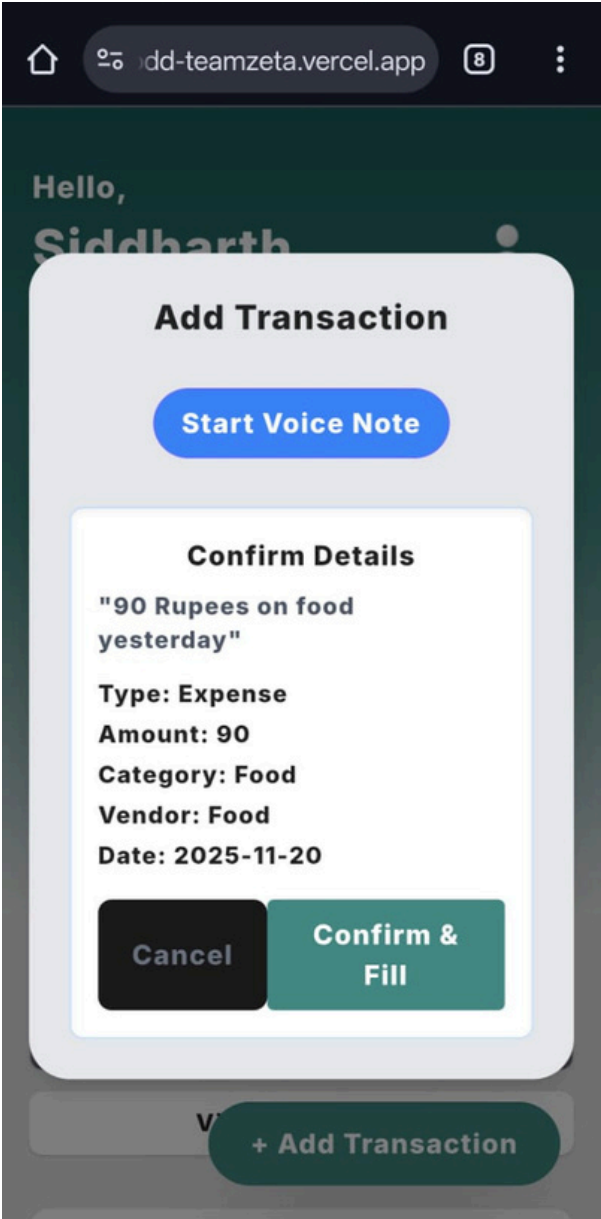 dd-teamzeta.vercel.app
8
Hello,
Siddharth
Add Transaction
Start Voice Note
Confirm Details
"90 Rupees on food
yesterday"
Type: Expense
Amount: 90
Category: Food
Vendor: Food
Date: 2025-11-20
Cancel
Confirm &
Fill
+ Add Transaction